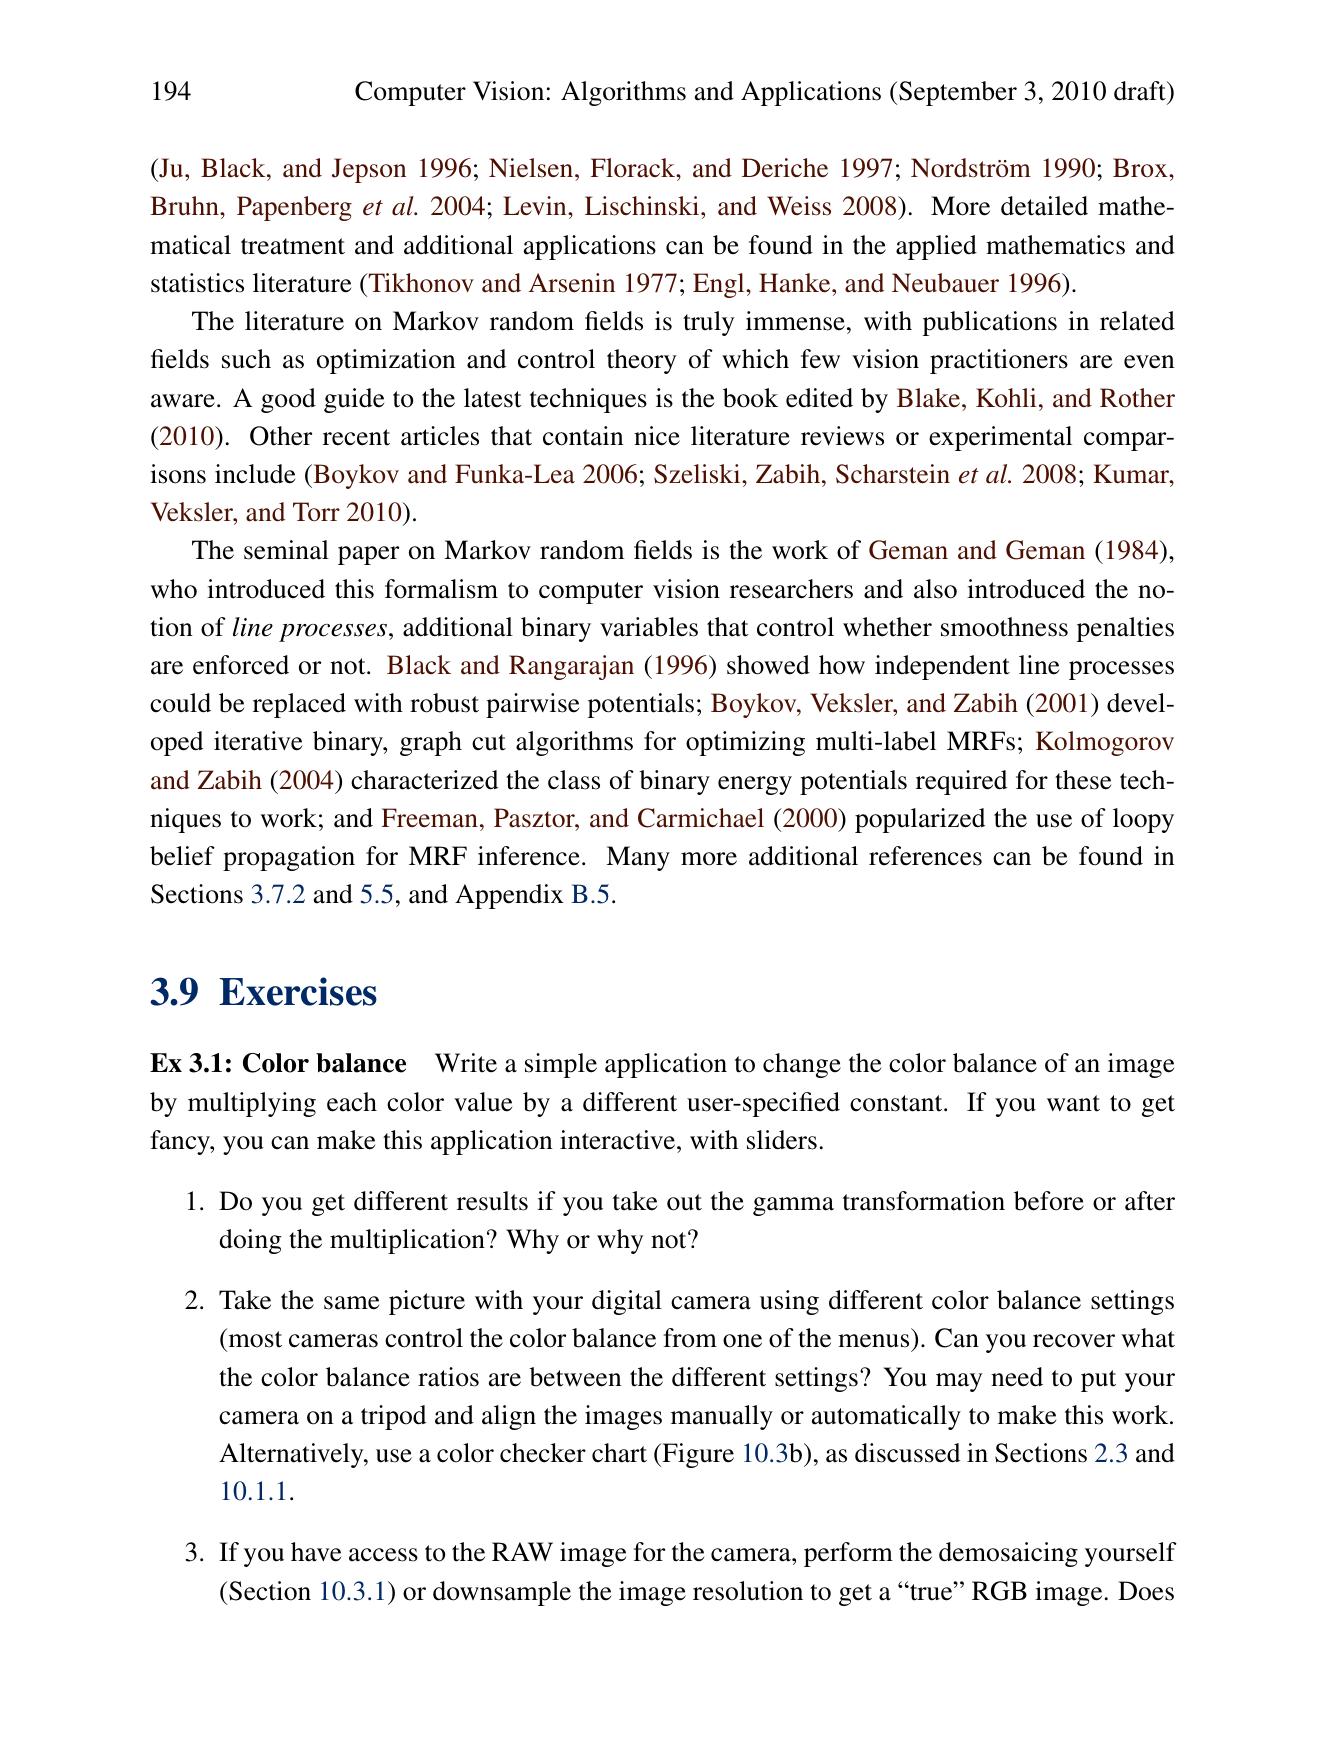 194 Computer Vision: Algorithms and Applications (September 3, 2010 draft)
(Ju, Black, and Jepson 1996; Nielsen, Florack, and Deriche 1997; Nordström 1990; Brox,
Bruhn, Papenberg et al. 2004; Levin, Lischinski, and Weiss 2008). More detailed mathe-
matical treatment and additional applications can be found in the applied mathematics and
statistics literature (Tikhonov and Arsenin 1977; Engl, Hanke, and Neubauer 1996).
The literature on Markov random fields is truly immense, with publications in related
fields such as optimization and control theory of which few vision practitioners are even
aware. A good guide to the latest techniques is the book edited by Blake, Kohli, and Rother
(2010). Other recent articles that contain nice literature reviews or experimental compar-
isons include (Boykov and Funka-Lea 2006; Szeliski, Zabih, Scharstein et al. 2008; Kumar,
Veksler, and Torr 2010).
The seminal paper on Markov random fields is the work of Geman and Geman (1984),
who introduced this formalism to computer vision researchers and also introduced the no-
tion of line processes, additional binary variables that control whether smoothness penalties
are enforced or not. Black and Rangarajan (1996) showed how independent line processes
could be replaced with robust pairwise potentials; Boykov, Veksler, and Zabih (2001) devel-
oped iterative binary, graph cut algorithms for optimizing multi-label MRFs; Kolmogorov
and Zabih (2004) characterized the class of binary energy potentials required for these tech-
niques to work; and Freeman, Pasztor, and Carmichael (2000) popularized the use of loopy
belief propagation for MRF inference. Many more additional references can be found in
Sections 3.7.2 and 5.5, and Appendix B.5.
3.9 Exercises
Ex 3.1: Color balance Write a simple application to change the color balance of an image
by multiplying each color value by a different user-specified constant. If you want to get
fancy, you can make this application interactive, with sliders.
1. Do you get different results if you take out the gamma transformation before or after
doing the multiplication? Why or why not?
2. Take the same picture with your digital camera using different color balance settings
(most cameras control the color balance from one of the menus). Can you recover what
the color balance ratios are between the different settings? You may need to put your
camera on a tripod and align the images manually or automatically to make this work.
Alternatively, use a color checker chart (Figure 10.3b), as discussed in Sections 2.3 and
10.1.1.
3. If you have access to the RAW image for the camera, perform the demosaicing yourself
(Section 10.3.1) or downsample the image resolution to get a “true” RGB image. Does